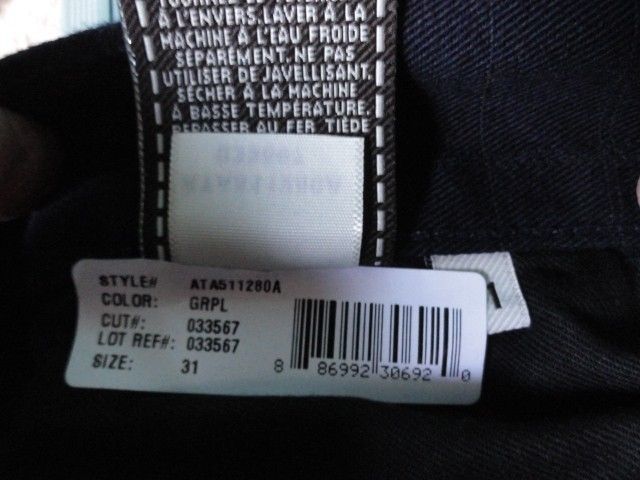 L'ENVERS. LAVER À LA
MACHINE À L'EAU FROIDE
SÉPARÉMENT. NE PAS
UTILISER DE JAVELLISANT.
SÉCHER À LA MACHINE
À BASSE TEMPÉRATURE.
REPASSER AU FER TIÈDE
STYLE# ATA511280A
COLOR: GRPL
CUT#: 033567
LOT REF#: 033567
SIZE: 31
8 86992 30692 0
1